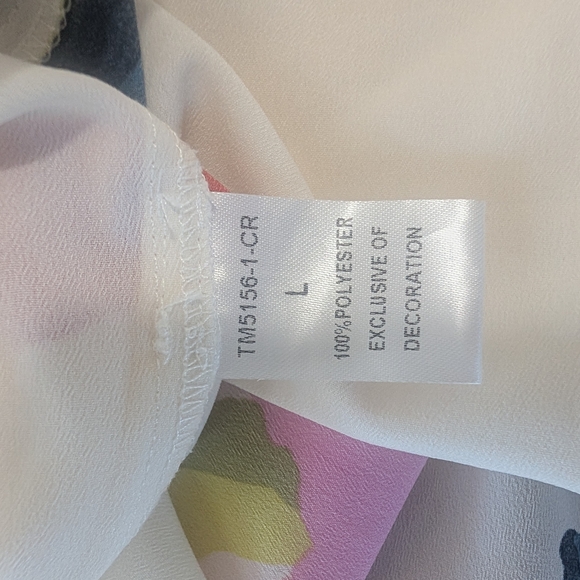 TM5156-1-CR
L
100%POLYESTER
EXCLUSIVE OF
DECORATION